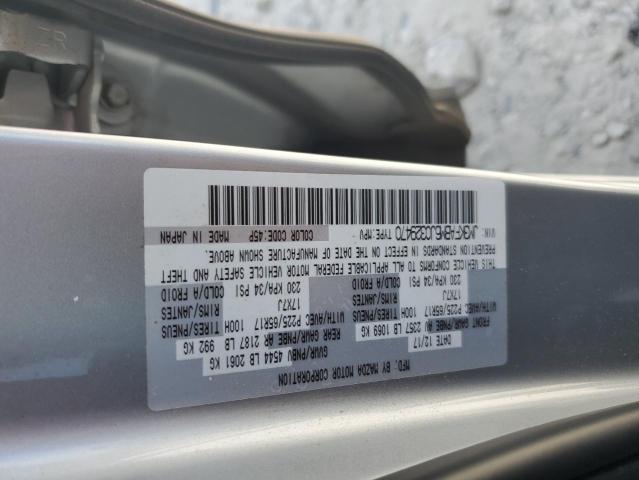 MFG. BY MAZDA MOTOR CORPORATION
DATE 12/17
GVWR/PNBV 4544 LB 2061 KG
FRONT GAWR/PNBE AV 2357 LB 1069 KG
REAR GAWR/PNBE AR 2187 LB 992 KG
WITH/AVEC P225/65R17 100H TIRES/PNEUS
WITH/AVEC P225/65R17 100H TIRES/PNEUS
17X7J RIMS/JANTES
17X7J RIMS/JANTES
230 KPA/34 PSI COLD/A FROID
230 KPA/34 PSI COLD/A FROID
THIS VEHICLE CONFORMS TO ALL APPLICABLE FEDERAL MOTOR VEHICLE SAFETY AND THEFT
PREVENTION STANDARDS IN EFFECT ON THE DATE OF MANUFACTURE SHOWN ABOVE.
VIN: TYPE:MPV COLOR CODE:45P MADE IN JAPAN
ZR